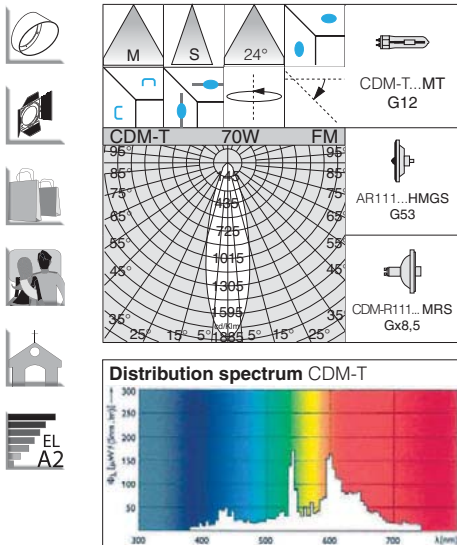 M S 24°
CDM-T...MT
G12
CDM-T 70W FM
95° 95°
85° 145 85°
75° 435 75°
65° 725 65°
55° 1015 55°
45° 1305 45°
35° 1595 35°
25° 15° 5° cd/Klm 5° 15° 25°
1885
AR111...HMGS
G53
CDM-R111...MRS
Gx8,5
EL
A2
Distribution spectrum CDM-T
300
250
200
150
100
50
300 400 500 600 700 λ[nm]